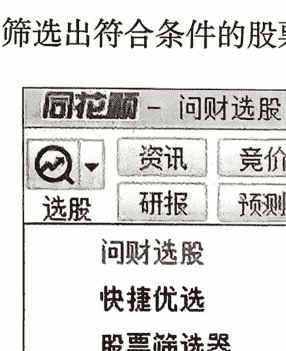 筛选出符合条件的股票
同花顺 - 问财选股
资讯 竞价
选股 研报 预测
问财选股
快捷优选
股票筛选器